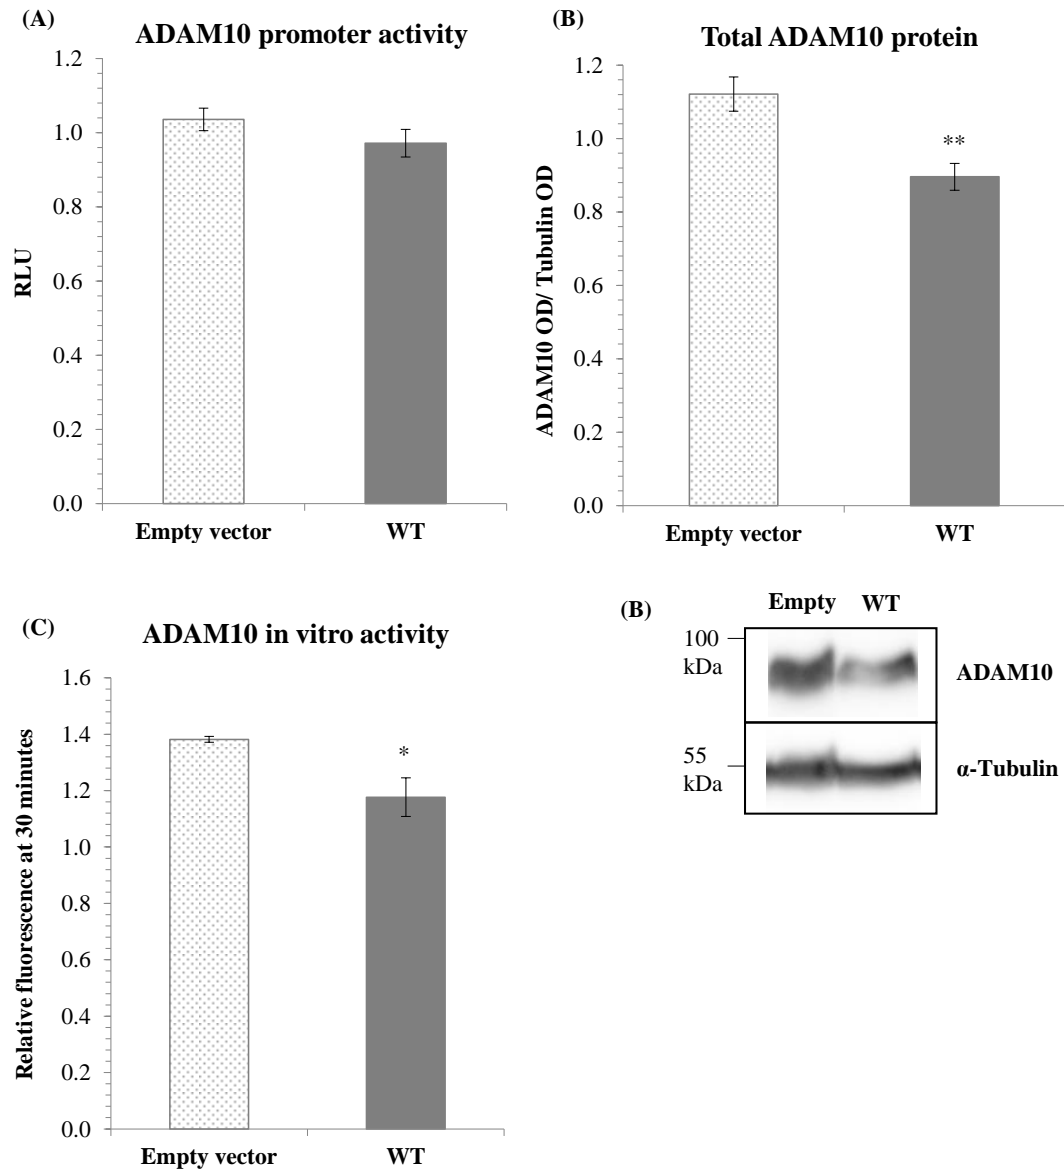 (A)
ADAM10 promoter activity
1.2
1.0
0.8
0.6
0.4
0.2
0.0
RLU
Empty vector
WT
(B)
Total ADAM10 protein
1.2
1.0
0.8
0.6
0.4
0.2
0.0
ADAM10 OD/ Tubulin OD
**
Empty vector
WT
(C)
ADAM10 in vitro activity
1.6
1.4
1.2
1.0
0.8
0.6
0.4
0.2
0.0
Relative fluorescence at 30 minutes
*
Empty vector
WT
(B)
Empty WT
100
kDa
ADAM10
55
kDa
α-Tubulin